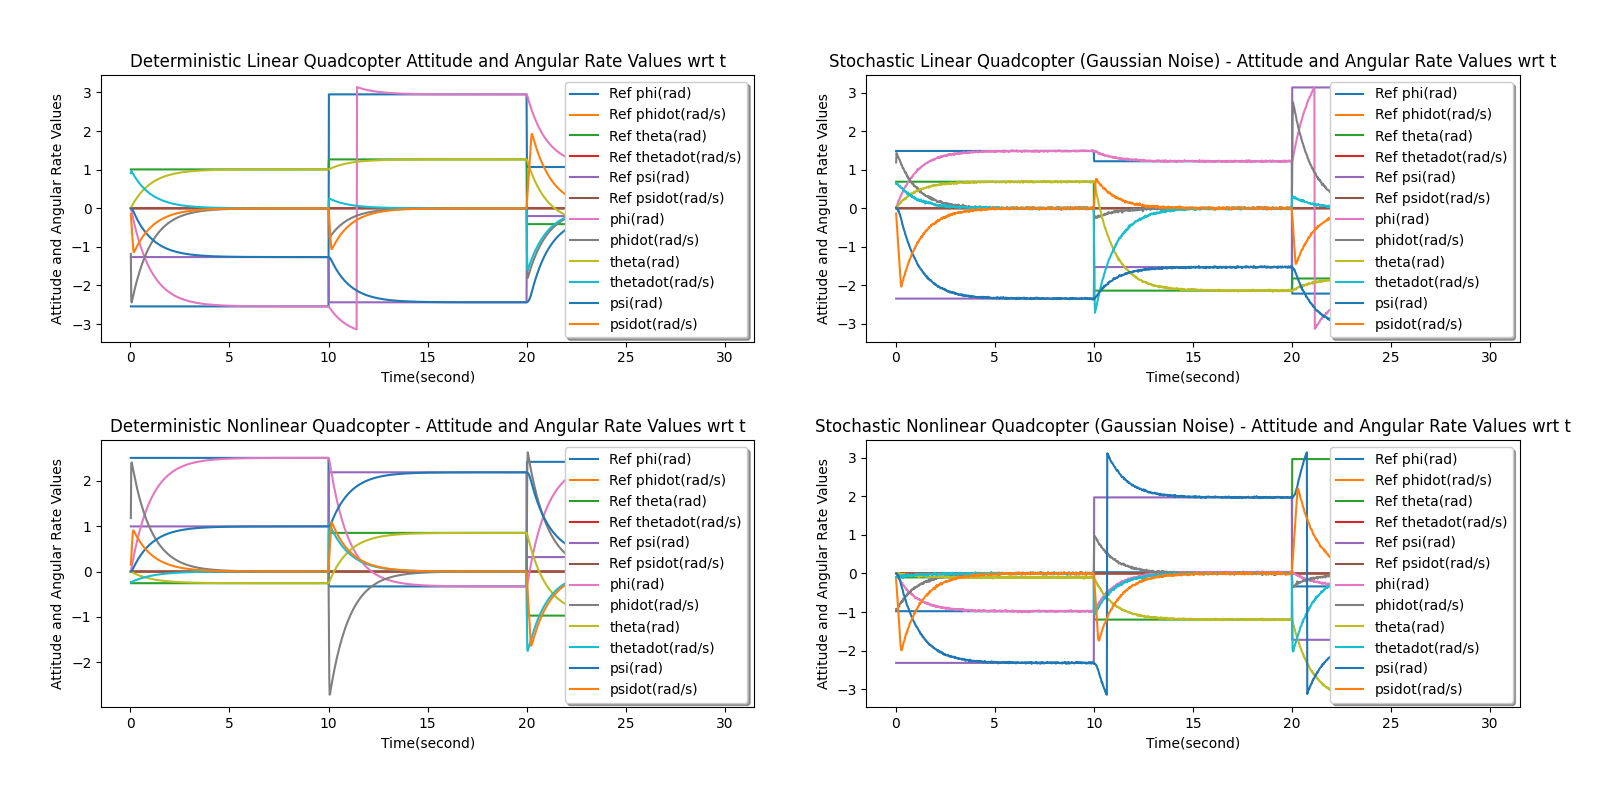 Deterministic Linear Quadcopter Attitude and Angular Rate Values wrt t
Attitude and Angular Rate Values
3
2
1
0
−1
−2
−3
0 5 10 15 20 25 30
Time(second)
Ref phi(rad)
Ref phidot(rad/s)
Ref theta(rad)
Ref thetadot(rad/s)
Ref psi(rad)
Ref psidot(rad/s)
phi(rad)
phidot(rad/s)
theta(rad)
thetadot(rad/s)
psi(rad)
psidot(rad/s)
Stochastic Linear Quadcopter (Gaussian Noise) - Attitude and Angular Rate Values wrt t
Attitude and Angular Rate Values
3
2
1
0
−1
−2
−3
0 5 10 15 20 25 30
Time(second)
Ref phi(rad)
Ref phidot(rad/s)
Ref theta(rad)
Ref thetadot(rad/s)
Ref psi(rad)
Ref psidot(rad/s)
phi(rad)
phidot(rad/s)
theta(rad)
thetadot(rad/s)
psi(rad)
psidot(rad/s)
Deterministic Nonlinear Quadcopter - Attitude and Angular Rate Values wrt t
Attitude and Angular Rate Values
2
1
0
−1
−2
0 5 10 15 20 25 30
Time(second)
Ref phi(rad)
Ref phidot(rad/s)
Ref theta(rad)
Ref thetadot(rad/s)
Ref psi(rad)
Ref psidot(rad/s)
phi(rad)
phidot(rad/s)
theta(rad)
thetadot(rad/s)
psi(rad)
psidot(rad/s)
Stochastic Nonlinear Quadcopter (Gaussian Noise) - Attitude and Angular Rate Values wrt t
Attitude and Angular Rate Values
3
2
1
0
−1
−2
−3
0 5 10 15 20 25 30
Time(second)
Ref phi(rad)
Ref phidot(rad/s)
Ref theta(rad)
Ref thetadot(rad/s)
Ref psi(rad)
Ref psidot(rad/s)
phi(rad)
phidot(rad/s)
theta(rad)
thetadot(rad/s)
psi(rad)
psidot(rad/s)